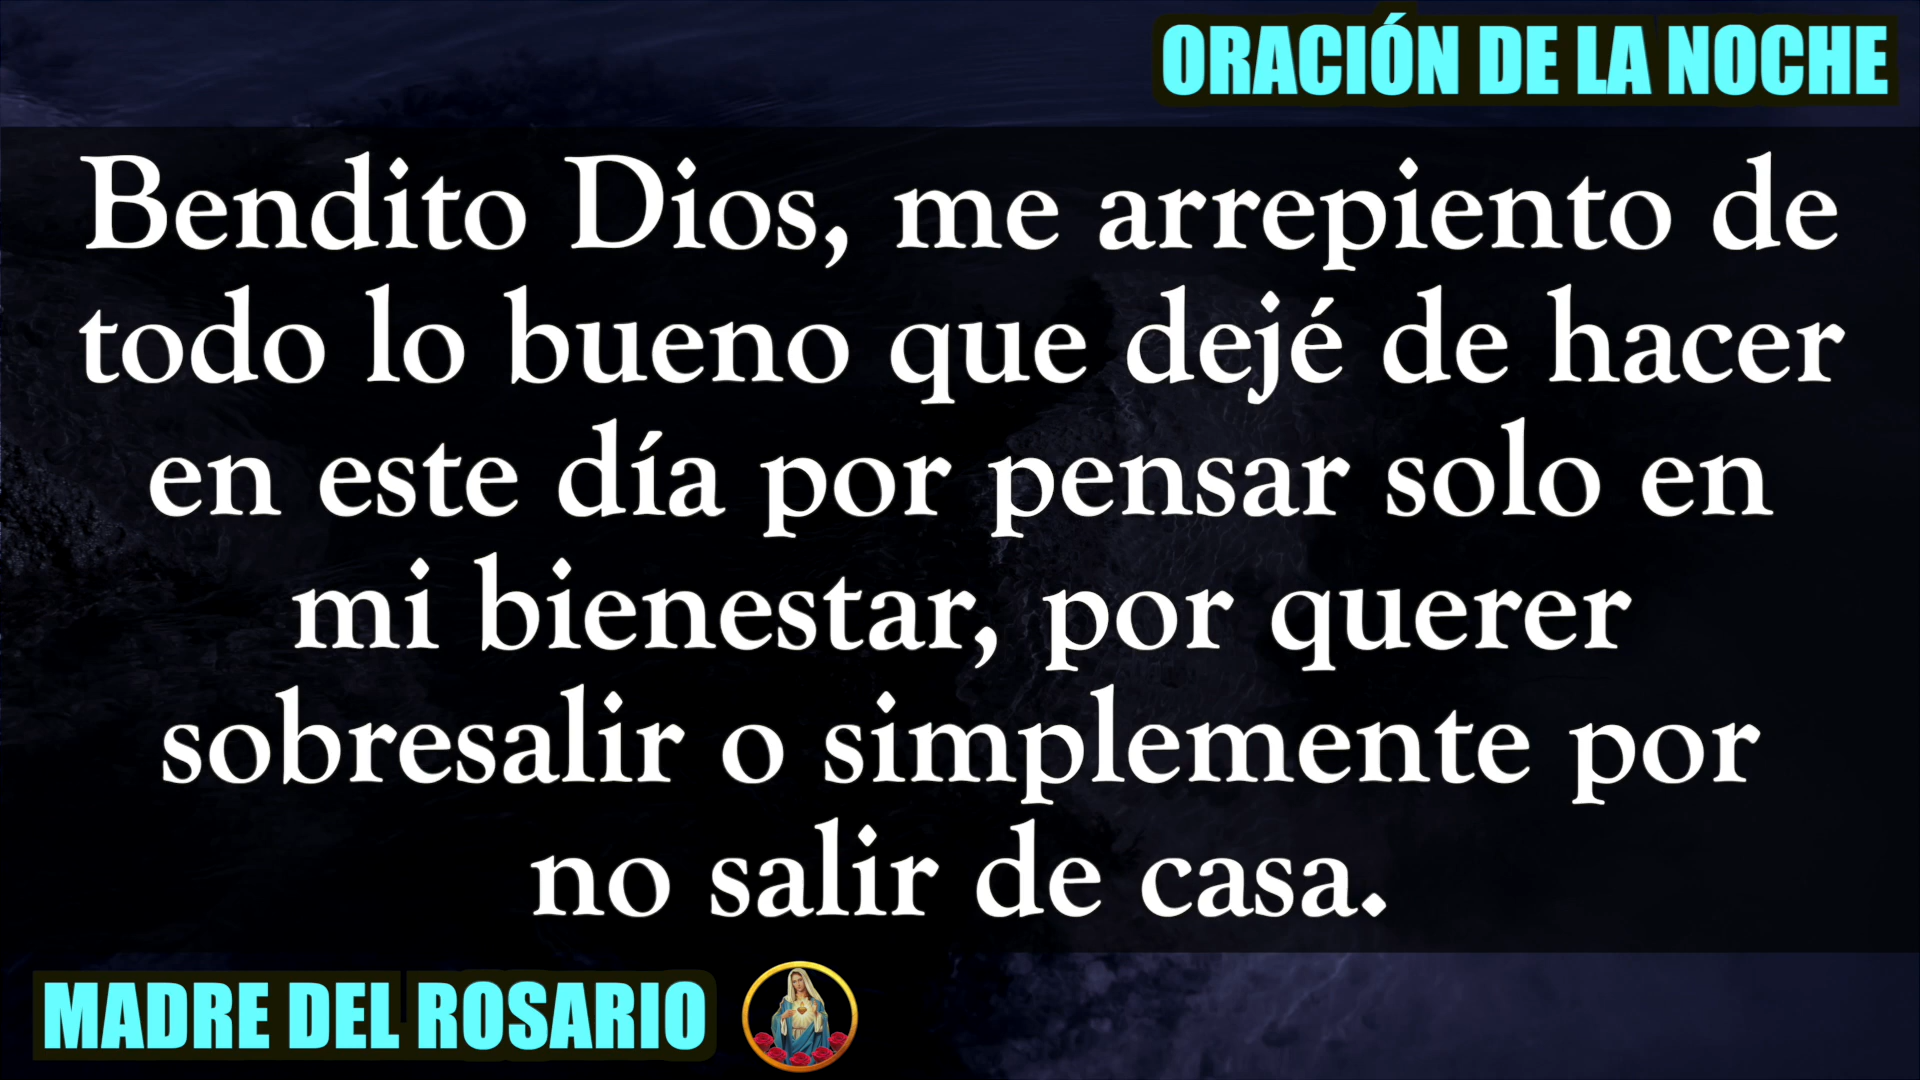 ORACIÓN DE LA NOCHE
Bendito Dios, me arrepiento de
todo lo bueno que dejé de hacer
en este día por pensar solo en
mi bienestar, por querer
sobresalir o simplemente por
no salir de casa.
MADRE DEL ROSARIO